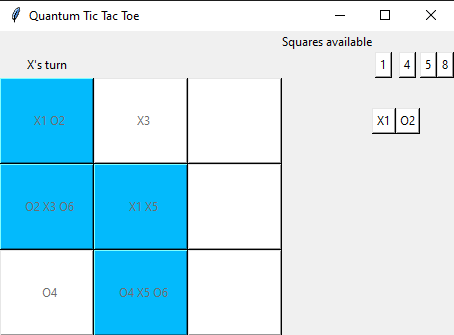 Quantum Tic Tac Toe
Squares available
X's turn
1 4 5 8
X1 O2
X1 O2 X3
O2 X3 O6 X1 X5
O4 O4 X5 O6